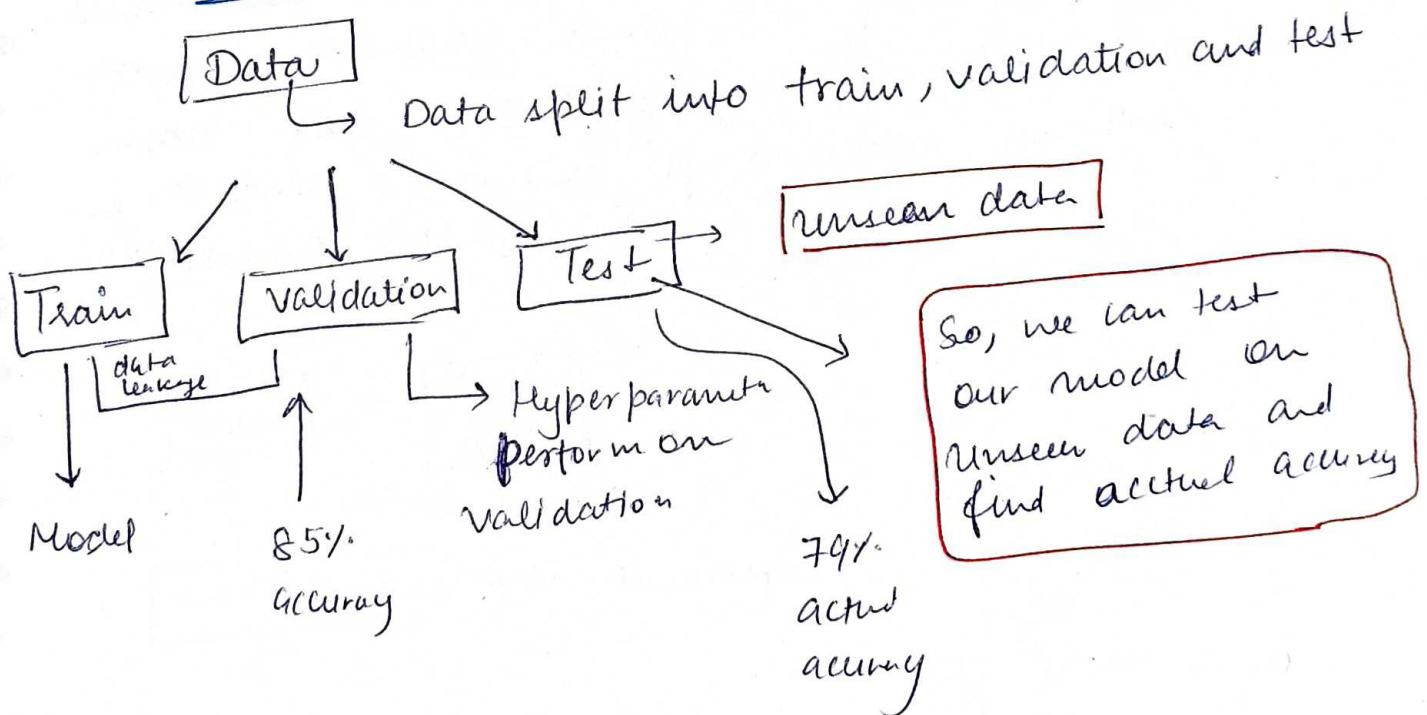 Data
Data split into train, validation and test
Train
validation
Test
unseen data
data
leakage
Model
85%
accuracy
Hyperparamete
perform on
validation
79%
actual
accuracy
So, we can test
our model on
unseen data and
find acctual accuracy